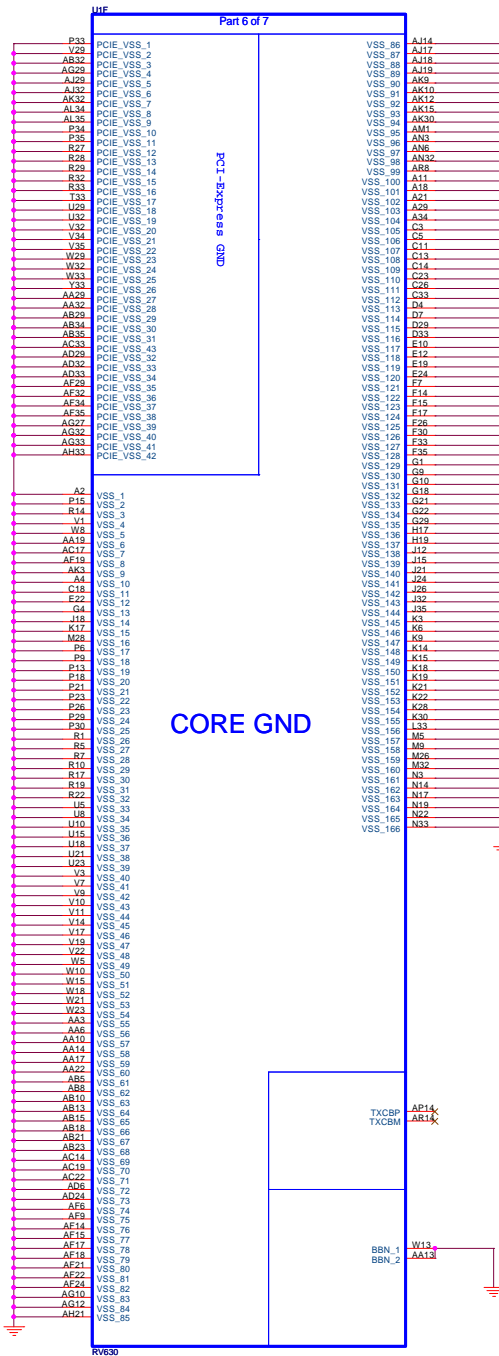 U1F
Part 6 of 7
P33 PCIE_VSS_1
V29 PCIE_VSS_2
AB32 PCIE_VSS_3
AG29 PCIE_VSS_4
AJ29 PCIE_VSS_5
AJ32 PCIE_VSS_6
AK32 PCIE_VSS_7
AL34 PCIE_VSS_8
AL35 PCIE_VSS_9
P34 PCIE_VSS_10
P35 PCIE_VSS_11
R27 PCIE_VSS_12
R28 PCIE_VSS_13
R29 PCIE_VSS_14
R32 PCIE_VSS_15
R33 PCIE_VSS_16
T33 PCIE_VSS_17
U29 PCIE_VSS_18
U32 PCIE_VSS_19
V32 PCIE_VSS_20
V34 PCIE_VSS_21
V35 PCIE_VSS_22
W29 PCIE_VSS_23
W32 PCIE_VSS_24
W33 PCIE_VSS_25
Y33 PCIE_VSS_26
AA29 PCIE_VSS_27
AA32 PCIE_VSS_28
AB29 PCIE_VSS_29
AB34 PCIE_VSS_30
AB35 PCIE_VSS_31
AC33 PCIE_VSS_43
AD29 PCIE_VSS_32
AD32 PCIE_VSS_33
AD33 PCIE_VSS_34
AF29 PCIE_VSS_35
AF32 PCIE_VSS_36
AF34 PCIE_VSS_37
AF35 PCIE_VSS_38
AG27 PCIE_VSS_39
AG32 PCIE_VSS_40
AG33 PCIE_VSS_41
AH33 PCIE_VSS_42
PCI-Express GND
A2 VSS_1
P15 VSS_2
R14 VSS_3
V1 VSS_4
W8 VSS_5
AA19 VSS_6
AC17 VSS_7
AF19 VSS_8
AK3 VSS_9
A4 VSS_10
C18 VSS_11
E22 VSS_12
G4 VSS_13
J18 VSS_14
K17 VSS_15
M28 VSS_16
P6 VSS_17
P9 VSS_18
P13 VSS_19
P18 VSS_20
P21 VSS_21
P23 VSS_22
P26 VSS_23
P29 VSS_24
P30 VSS_25
R1 VSS_26
R5 VSS_27
R7 VSS_28
R10 VSS_29
R17 VSS_30
R19 VSS_31
R22 VSS_32
U5 VSS_33
U8 VSS_34
U10 VSS_35
U15 VSS_36
U18 VSS_37
U21 VSS_38
U23 VSS_39
V3 VSS_40
V7 VSS_41
V9 VSS_42
V10 VSS_43
V11 VSS_44
V14 VSS_45
V17 VSS_46
V19 VSS_47
V22 VSS_48
W5 VSS_49
W10 VSS_50
W15 VSS_51
W18 VSS_52
W21 VSS_53
W23 VSS_54
AA3 VSS_55
AA6 VSS_56
AA10 VSS_57
AA14 VSS_58
AA17 VSS_59
AA22 VSS_60
AB5 VSS_61
AB8 VSS_62
AB10 VSS_63
AB13 VSS_64
AB15 VSS_65
AB18 VSS_66
AB21 VSS_67
AB23 VSS_68
AC14 VSS_69
AC19 VSS_70
AC22 VSS_71
AD6 VSS_72
AD24 VSS_73
AF6 VSS_74
AF9 VSS_75
AF14 VSS_76
AF15 VSS_77
AF17 VSS_78
AF18 VSS_79
AF21 VSS_80
AF22 VSS_81
AF24 VSS_82
AG10 VSS_83
AG12 VSS_84
AH21 VSS_85
CORE GND
VSS_86 AJ14
VSS_87 AJ17
VSS_88 AJ18
VSS_89 AJ19
VSS_90 AK9
VSS_91 AK10
VSS_92 AK12
VSS_93 AK15
VSS_94 AK30
VSS_95 AM1
VSS_96 AN3
VSS_97 AN6
VSS_98 AN32
VSS_99 AR8
VSS_100 A11
VSS_101 A18
VSS_102 A21
VSS_103 A29
VSS_104 A34
VSS_105 C3
VSS_106 C5
VSS_107 C11
VSS_108 C13
VSS_109 C14
VSS_110 C23
VSS_111 C26
VSS_112 C33
VSS_113 D4
VSS_114 D7
VSS_115 D29
VSS_116 D33
VSS_117 E10
VSS_118 E12
VSS_119 E19
VSS_120 E24
VSS_121 F7
VSS_122 F14
VSS_123 F15
VSS_124 F17
VSS_125 F26
VSS_126 F30
VSS_127 F33
VSS_128 F35
VSS_129 G1
VSS_130 G9
VSS_131 G10
VSS_132 G18
VSS_133 G21
VSS_134 G22
VSS_135 G29
VSS_136 H17
VSS_137 H19
VSS_138 J12
VSS_139 J15
VSS_140 J21
VSS_141 J24
VSS_142 J26
VSS_143 J32
VSS_144 J35
VSS_145 K3
VSS_146 K6
VSS_147 K9
VSS_148 K14
VSS_149 K15
VSS_150 K18
VSS_151 K19
VSS_152 K21
VSS_153 K22
VSS_154 K28
VSS_155 K30
VSS_156 L33
VSS_157 M5
VSS_158 M9
VSS_159 M26
VSS_160 M32
VSS_161 N3
VSS_162 N14
VSS_163 N17
VSS_164 N19
VSS_165 N22
VSS_166 N33
TXCBP AP14
TXCBM AR14
BBN_1 W13
BBN_2 AA13
RV630